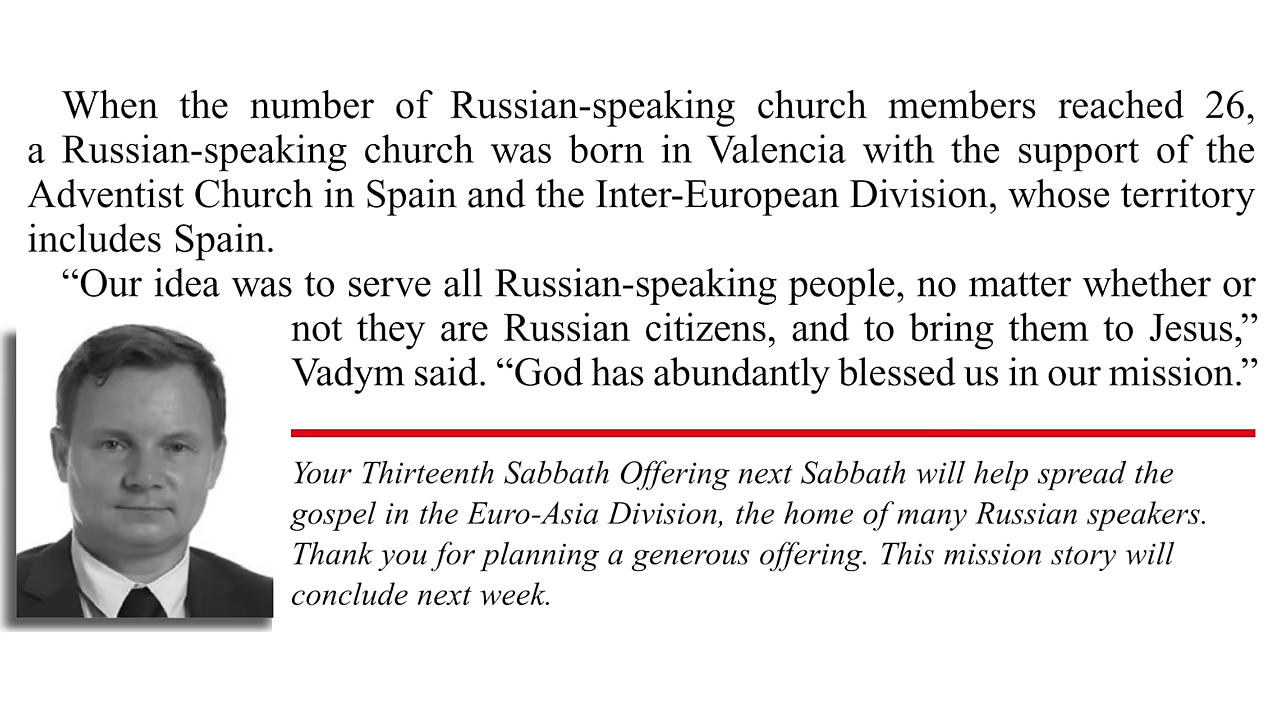 When the number of Russian-speaking church members reached 26,
a Russian-speaking church was born in Valencia with the support of the
Adventist Church in Spain and the Inter-European Division, whose territory
includes Spain.
“Our idea was to serve all Russian-speaking people, no matter whether or
not they are Russian citizens, and to bring them to Jesus,”
Vadym said. “God has abundantly blessed us in our mission.”
Your Thirteenth Sabbath Offering next Sabbath will help spread the
gospel in the Euro-Asia Division, the home of many Russian speakers.
Thank you for planning a generous offering. This mission story will
conclude next week.